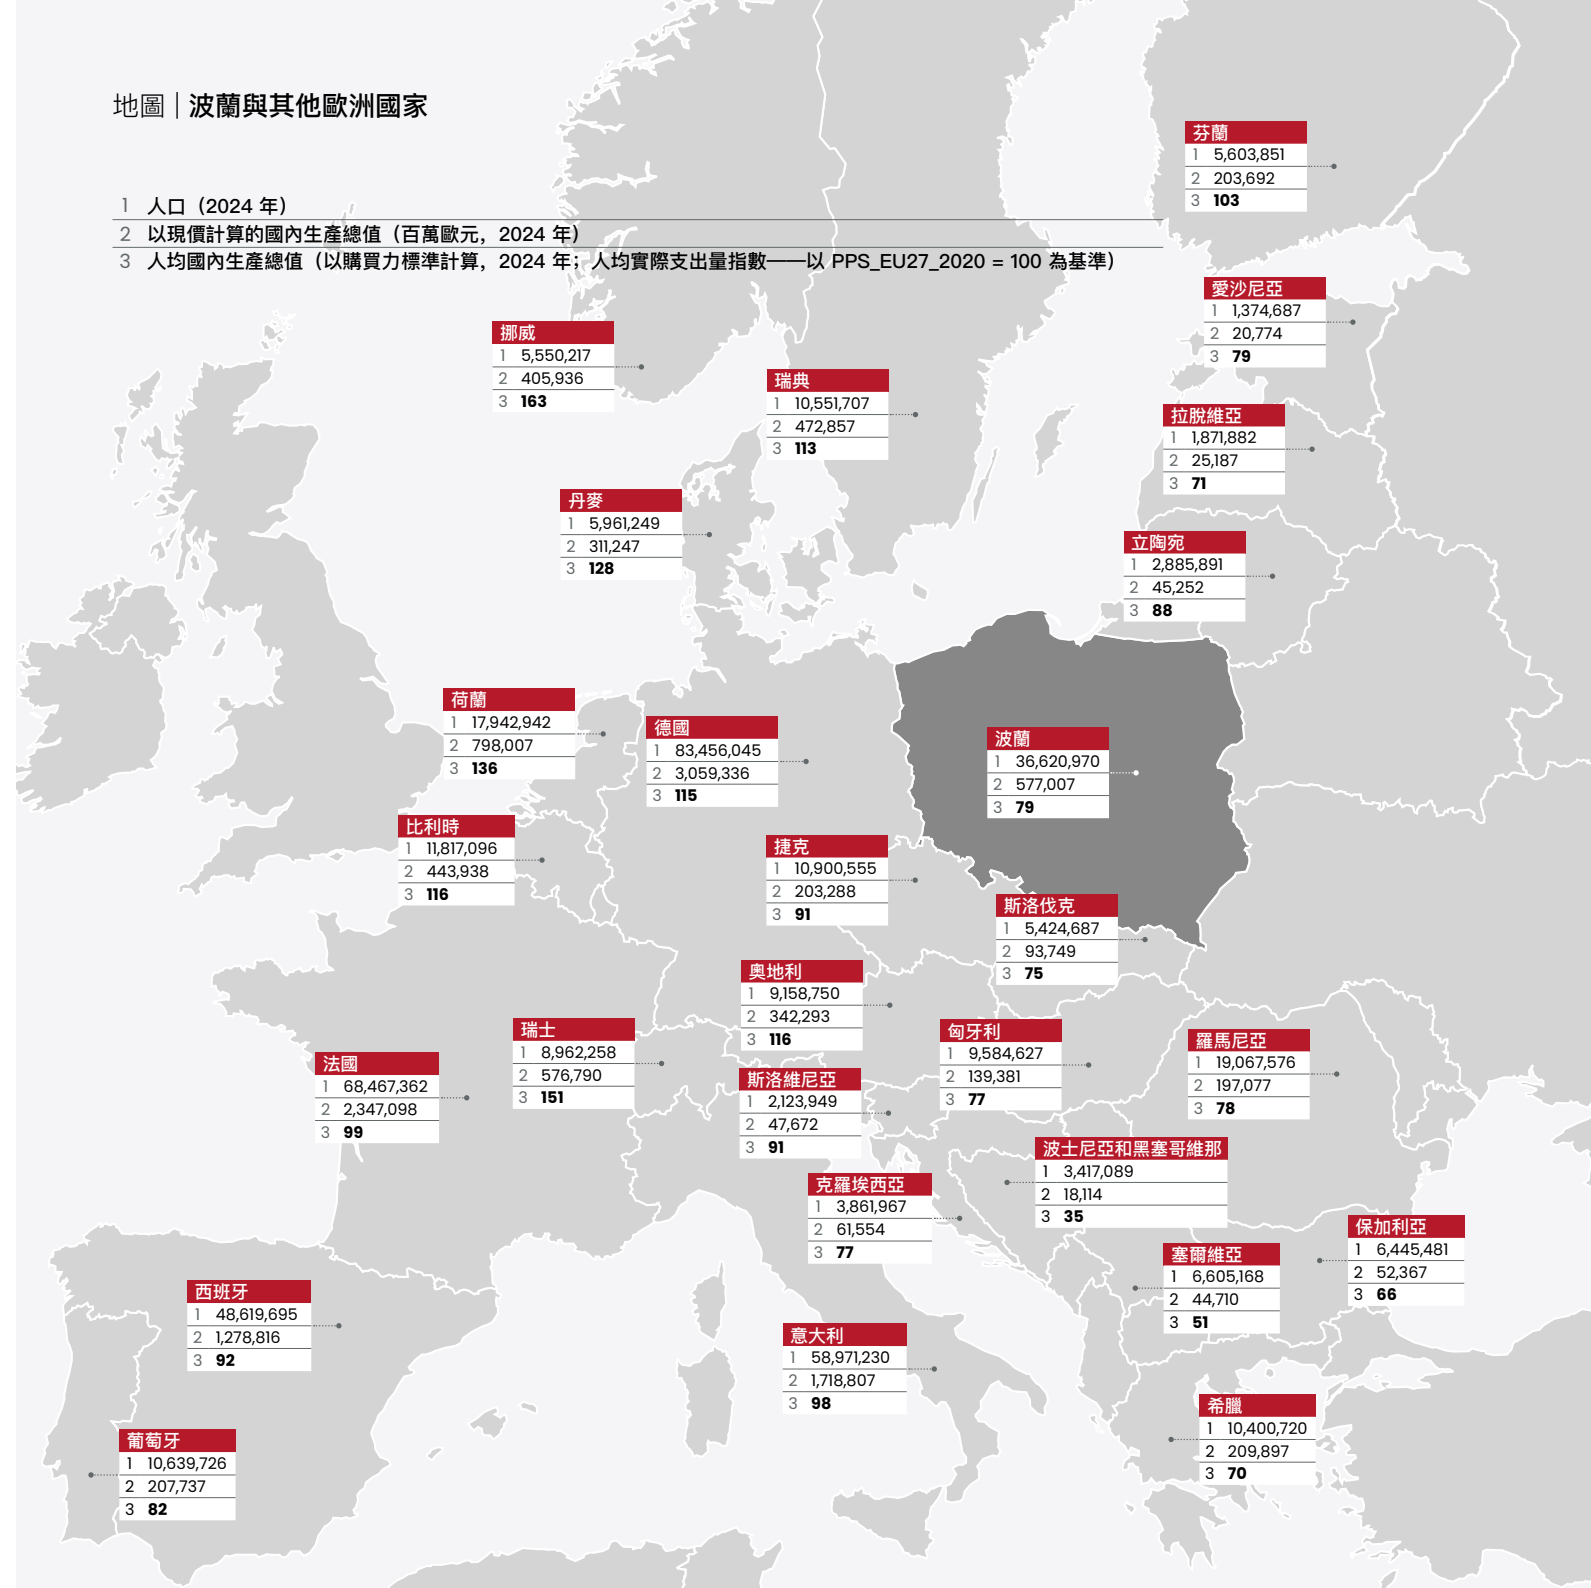 地圖 | 波蘭與其他歐洲國家
1 人口（2024 年）
2 以現價計算的國內生產總值（百萬歐元，2024 年）
3 人均國內生產總值（以購買力標準計算，2024 年；人均實際支出量指數——以 PPS_EU27_2020 = 100 為基準）
芬蘭
1 5,603,851
2 203,692
3 103
愛沙尼亞
1 1,374,687
2 20,774
3 79
挪威
1 5,550,217
2 405,936
3 163
瑞典
1 10,551,707
2 472,857
3 113
拉脫維亞
1 1,871,882
2 25,187
3 71
丹麥
1 5,961,249
2 311,247
3 128
立陶宛
1 2,885,891
2 45,252
3 88
荷蘭
1 17,942,942
2 798,007
3 136
德國
1 83,456,045
2 3,059,336
3 115
波蘭
1 36,620,970
2 577,007
3 79
比利時
1 11,817,096
2 443,938
3 116
捷克
1 10,900,555
2 203,288
3 91
斯洛伐克
1 5,424,687
2 93,749
3 75
奧地利
1 9,158,750
2 342,293
3 116
瑞士
1 8,962,258
2 576,790
3 151
匈牙利
1 9,584,627
2 139,381
3 77
羅馬尼亞
1 19,067,576
2 197,077
3 78
法國
1 68,467,362
2 2,347,098
3 99
斯洛維尼亞
1 2,123,949
2 47,672
3 91
波士尼亞和黑塞哥維那
1 3,417,089
2 18,114
3 35
克羅埃西亞
1 3,861,967
2 61,554
3 77
保加利亞
1 6,445,481
2 52,367
3 66
塞爾維亞
1 6,605,168
2 44,710
3 51
西班牙
1 48,619,695
2 1,278,816
3 92
意大利
1 58,971,230
2 1,718,807
3 98
希臘
1 10,400,720
2 209,897
3 70
葡萄牙
1 10,639,726
2 207,737
3 82